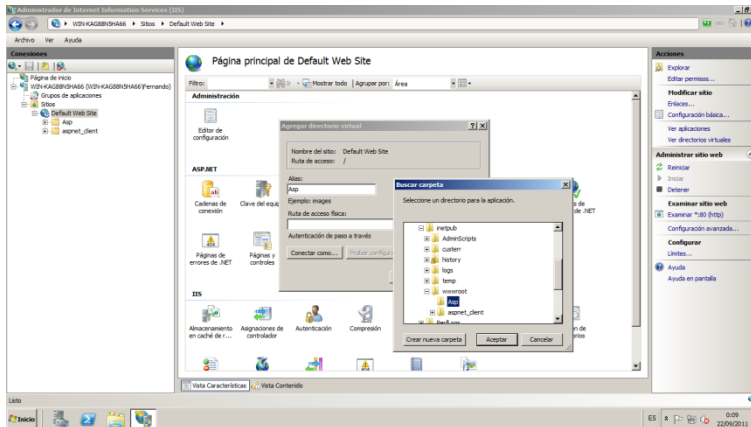 Administrador de Internet Information Services (IIS)
WIN-KAG88N5HA66 ▸ Sitios ▸ Default Web Site ▸
Archivo Ver Ayuda
Conexiones
Página de inicio
WIN-KAG88N5HA66 (WIN-KAG88N5HA66\Fernando)
Grupos de aplicaciones
Sitios
Default Web Site
Asp
aspnet_client
Página principal de Default Web Site
Filtro: Ir Mostrar todo Agrupar por: Área
Administración
Editor de
configuración
ASP.NET
Cadenas de
conexión
Clave del equip
de .NET
Páginas de
errores de .NET
Páginas y
controles
IIS
Almacenamiento
en caché de r...
Asignaciones de
controlador
Autenticación
Compresión
Agregar directorio virtual
Nombre del sitio: Default Web Site
Ruta de acceso: /
Alias:
Asp
Ejemplo: images
Ruta de acceso física:
Autenticación de paso a través
Conectar como...
Probar configur
Buscar carpeta
Seleccione un directorio para la aplicación.
inetpub
AdminScripts
custerr
history
logs
temp
wwwroot
Asp
aspnet_client
PerfLogs
Crear nueva carpeta
Aceptar
Cancelar
Vista Características
Vista Contenido
Acciones
Explorar
Editar permisos...
Modificar sitio
Enlaces...
Configuración básica...
Ver aplicaciones
Ver directorios virtuales
Administrar sitio web
Reiniciar
Iniciar
Detener
Examinar sitio web
Examinar *:80 (http)
Configuración avanzada...
Configurar
Límites...
Ayuda
Ayuda en pantalla
Listo
Inicio
ES
0:09
22/09/2011